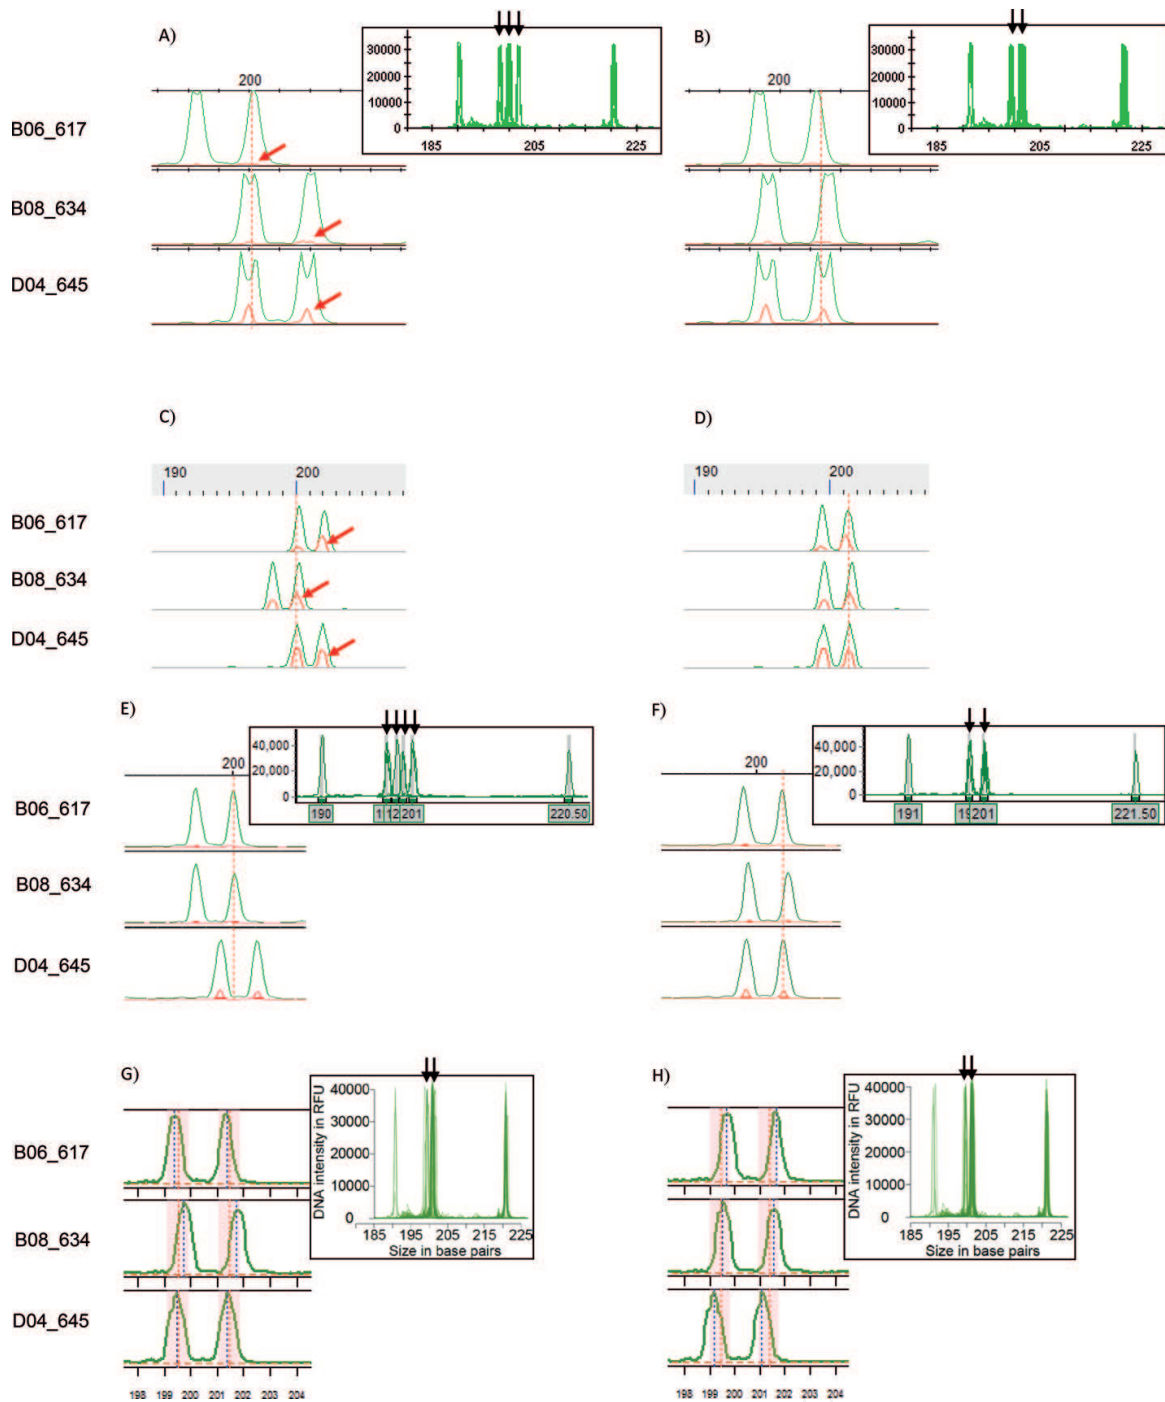 A)
200
30000
20000
10000
0
185 205 225
B06_617
B08_634
D04_645
B)
200
30000
20000
10000
0
185 205 225
C)
190 200
B06_617
B08_634
D04_645
D)
190 200
E)
200
40,000
20,000
0
190 1 12 201 220.50
B06_617
B08_634
D04_645
F)
200
40,000
20,000
0
191 19 201 221.50
G)
DNA intensity in RFU
40000
30000
20000
10000
0
185 195 205 215 225
Size in base pairs
B06_617
B08_634
D04_645
198 199 200 201 202 203 204
H)
DNA intensity in RFU
40000
30000
20000
10000
0
185 195 205 215 225
Size in base pairs
198 199 200 201 202 203 204